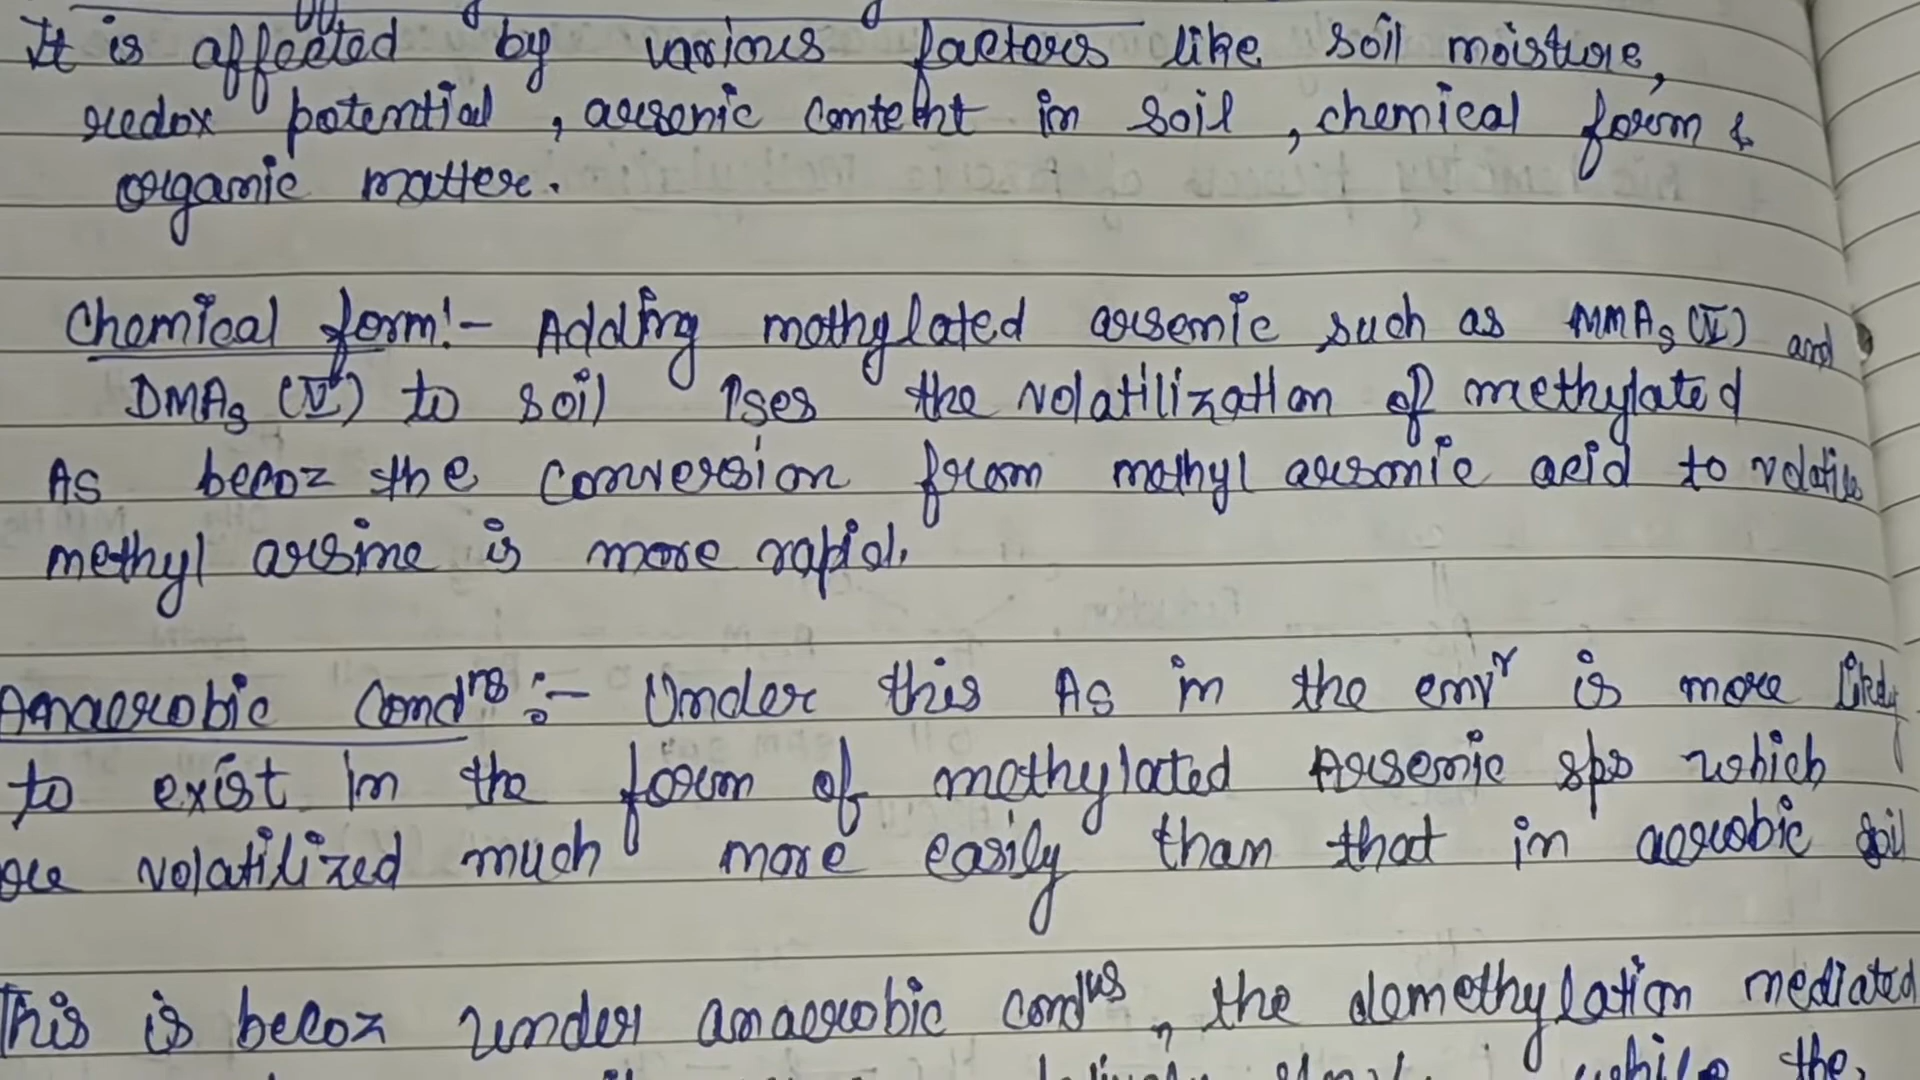 It is affected by various factors like soil moisture,
redox potential, arsenic content in soil, chemical form &
organic matter.
Chemical form:- Adding methylated arsenic such as MMAs (V) and
DMAs (V) to soil ↑ses the volatilization of methylated
As becoz the conversion from methyl arsonic acid to volatile
methyl arsine is more rapid.
Anaerobic Condns :- Under this As in the envr is more likely
to exist in the form of methylated Arsenic sps which
are volatilized much more easily than that in aerobic soil
This is becoz under anaerobic condns, the demethylation mediated
while the